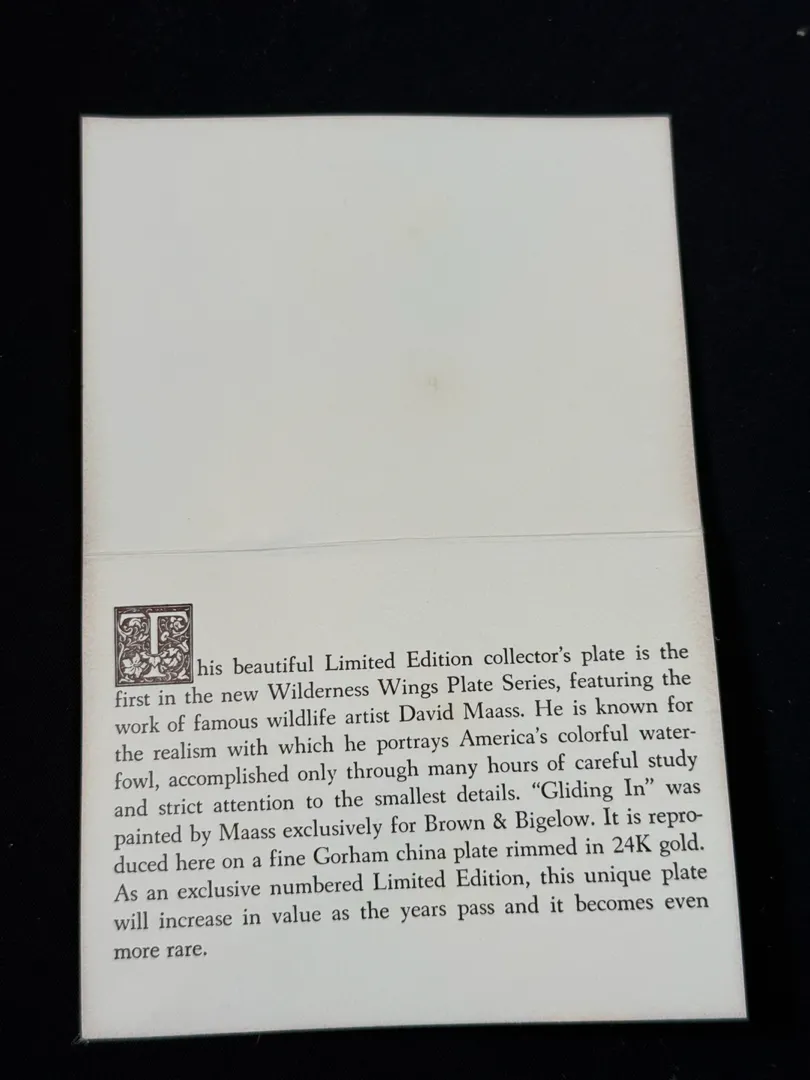 This beautiful Limited Edition collector's plate is the
first in the new Wilderness Wings Plate Series, featuring the
work of famous wildlife artist David Maass. He is known for
the realism with which he portrays America's colorful water-
fowl, accomplished only through many hours of careful study
and strict attention to the smallest details. “Gliding In” was
painted by Maass exclusively for Brown & Bigelow. It is repro-
duced here on a fine Gorham china plate rimmed in 24K gold.
As an exclusive numbered Limited Edition, this unique plate
will increase in value as the years pass and it becomes even
more rare.